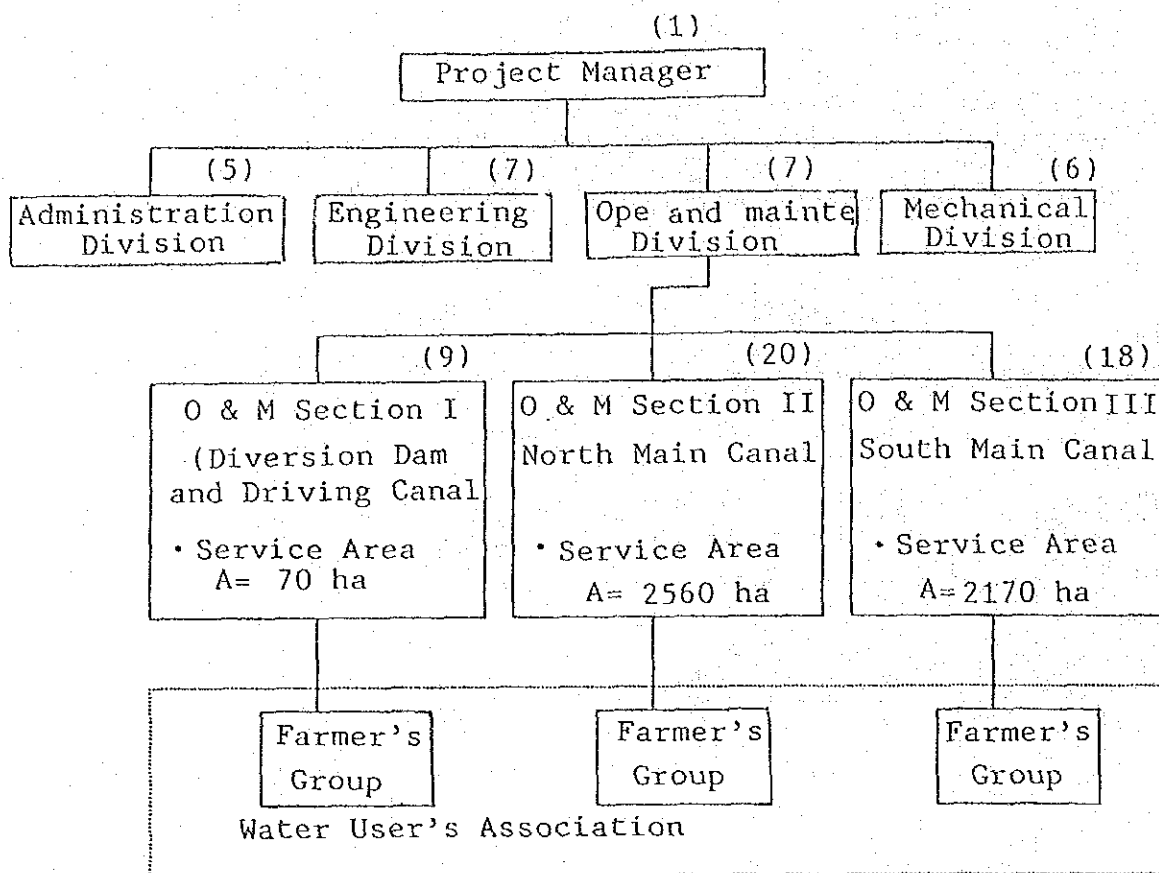 (1)
Project Manager
(5)
(7)
(7)
(6)
Administration
Division
Engineering
Division
Ope and mainte
Division
Mechanical
Division
(9)
(20)
(18)
O & M Section I
(Diversion Dam
and Driving Canal
· Service Area
A= 70 ha
O & M Section II
North Main Canal
· Service Area
A= 2560 ha
O & M Section III
South Main Canal
· Service Area
A= 2170 ha
Farmer's
Group
Farmer's
Group
Farmer's
Group
Water User's Association